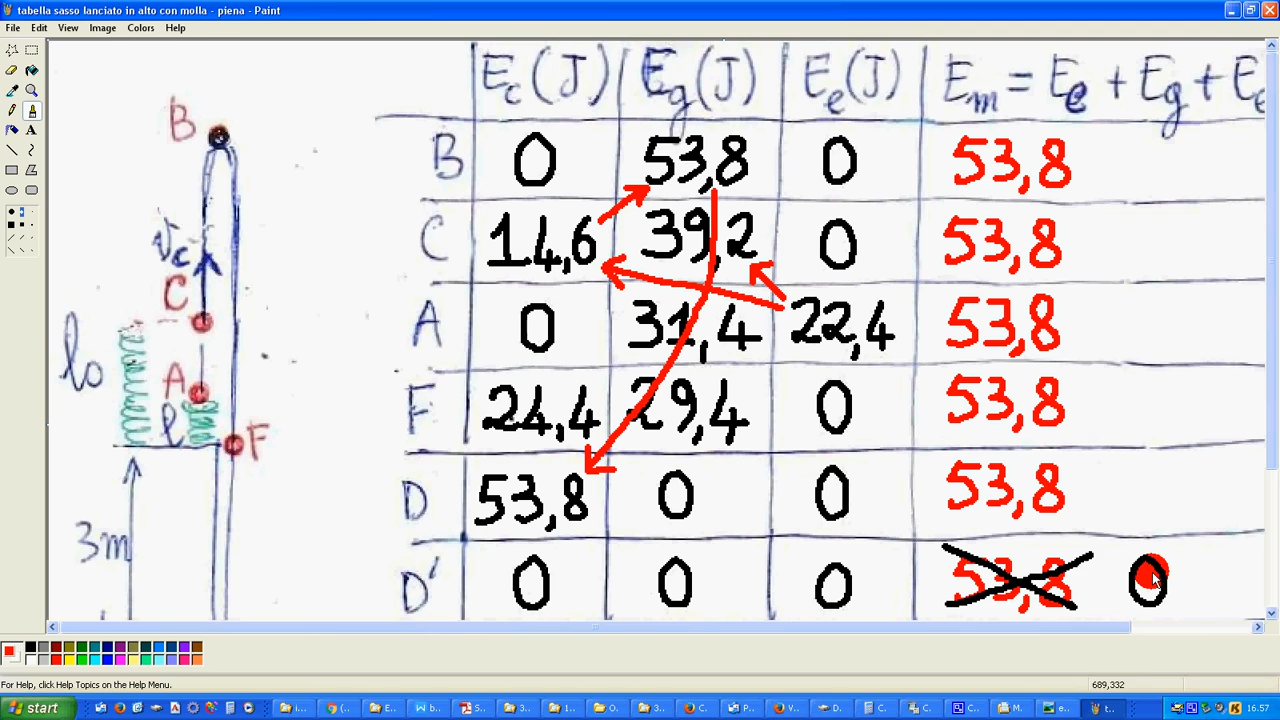 tabella sasso lanciato in alto con molla - piena - Paint
File Edit View Image Colors Help
Ec (J) Eg (J) Ee (J) Em = Ee + Eg + Ee
B 0 53,8 0 53,8
C 14,6 39,2 0 53,8
A 0 31,4 22,4 53,8
F 24,4 29,4 0 53,8
D 53,8 0 0 53,8
D' 0 0 0 53,8 0
B
vc
C
lo
A
l
F
3m
For Help, click Help Topics on the Help Menu.
689,332
start
16.57